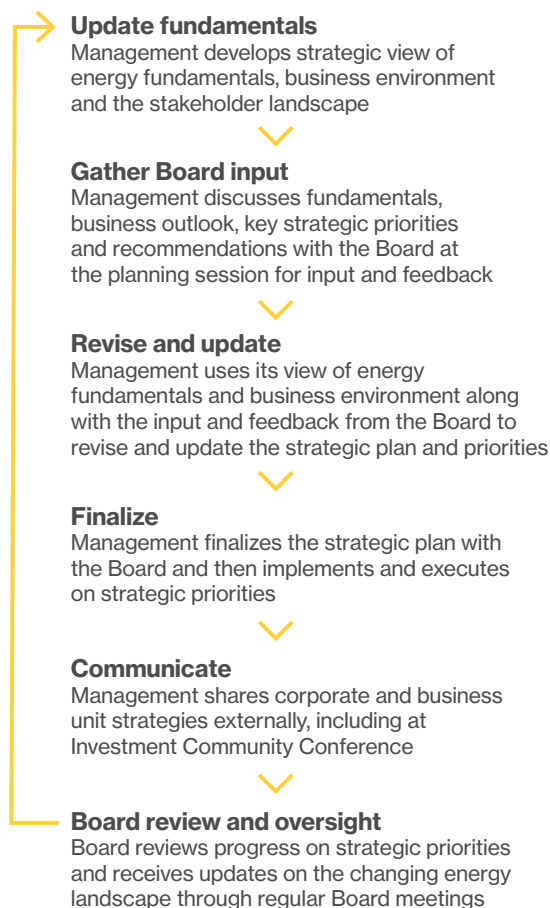 Update fundamentals
Management develops strategic view of
energy fundamentals, business environment
and the stakeholder landscape
Gather Board input
Management discusses fundamentals,
business outlook, key strategic priorities
and recommendations with the Board at
the planning session for input and feedback
Revise and update
Management uses its view of energy
fundamentals and business environment along
with the input and feedback from the Board to
revise and update the strategic plan and priorities
Finalize
Management finalizes the strategic plan with
the Board and then implements and executes
on strategic priorities
Communicate
Management shares corporate and business
unit strategies externally, including at
Investment Community Conference
Board review and oversight
Board reviews progress on strategic priorities
and receives updates on the changing energy
landscape through regular Board meetings